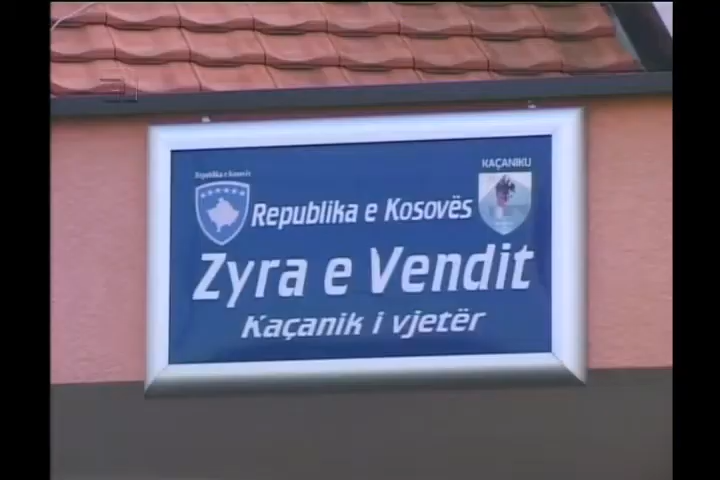 Republika e Kosovës
KAÇANIKU
Republika e Kosovës
Zyra e Vendit
Kaçanik i vjetër